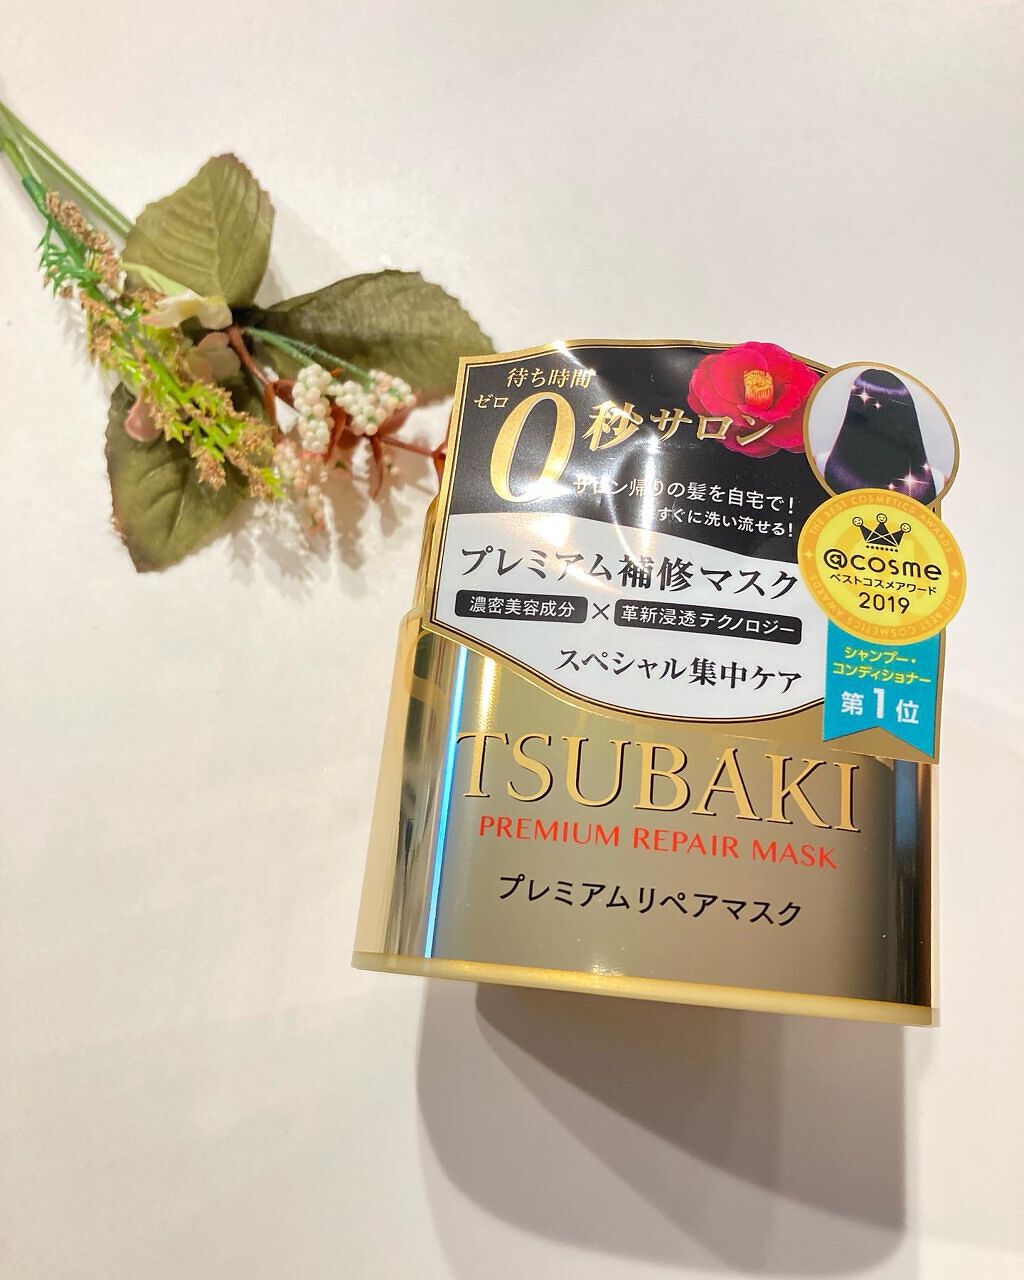 待ち時間
ゼロ
0秒サロン
サロン帰りの髪を自宅で!
すぐに洗い流せる!
プレミアム補修マスク
濃密美容成分×革新浸透テクノロジー
スペシャル集中ケア
THE BEST COSMETICS AWARDS
@cosme
ベストコスメアワード
2019
THE BEST COSMETICS AWARDS
シャンプー・
コンディショナー
第1位
TSUBAKI
PREMIUM REPAIR MASK
プレミアムリペアマスク